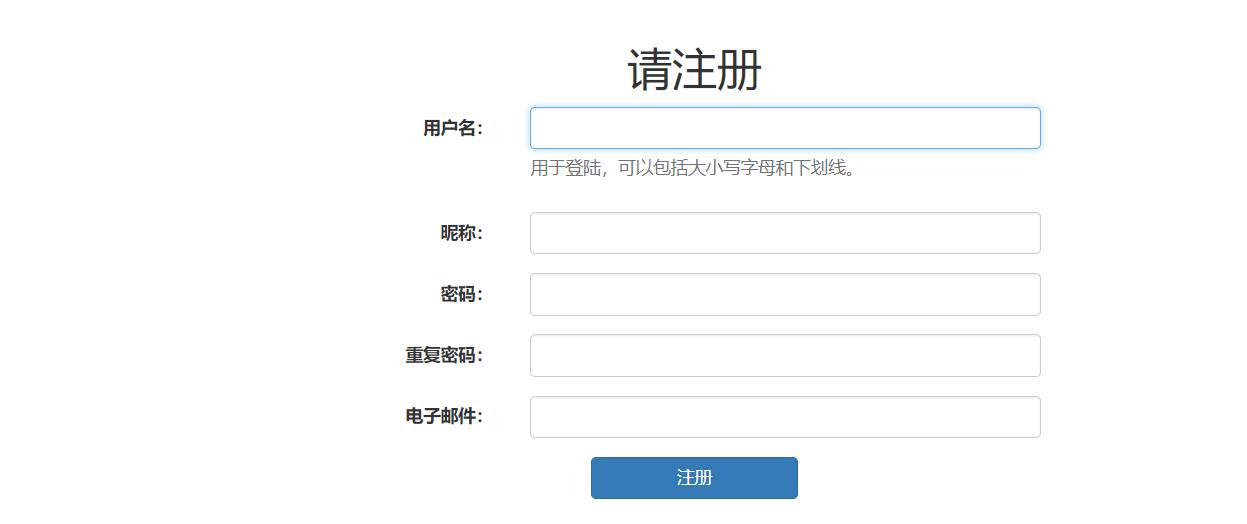 请注册
用户名：
用于登陆，可以包括大小写字母和下划线。
昵称：
密码：
重复密码：
电子邮件：
注册